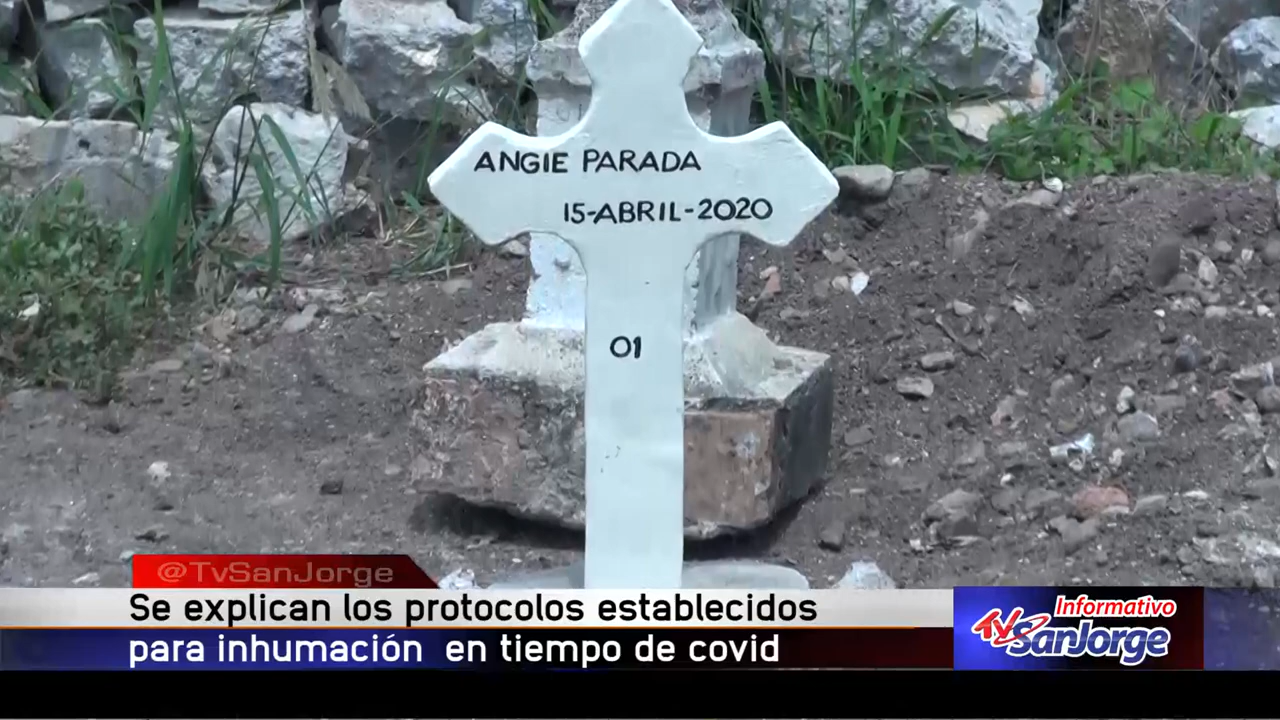 ANGIE PARADA
15-ABRIL-2020
01
@TvSanJorge
Se explican los protocolos establecidos
para inhumación en tiempo de covid
Informativo
TV SanJorge